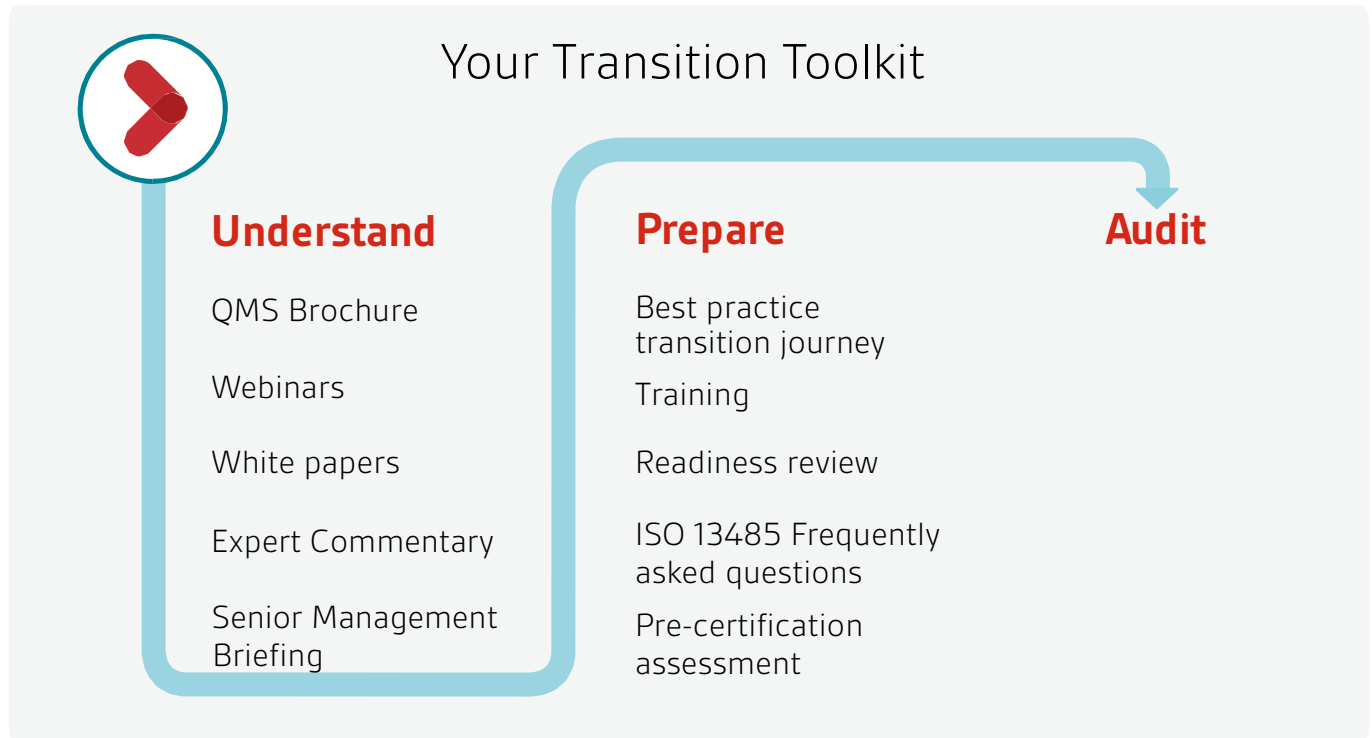 Your Transition Toolkit
Understand
QMS Brochure
Webinars
White papers
Expert Commentary
Senior Management
Briefing
Prepare
Best practice
transition journey
Training
Readiness review
ISO 13485 Frequently
asked questions
Pre-certification
assessment
Audit